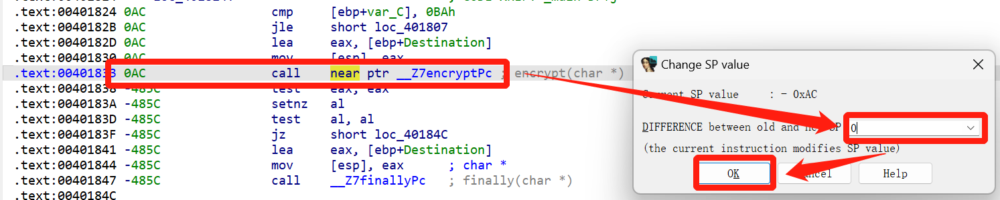 .text:00401824 0AC cmp [ebp+var_C], 0BAh
.text:0040182B 0AC jle short loc_401807
.text:0040182D 0AC lea eax, [ebp+Destination]
.text:00401830 0AC mov [esp], eax
.text:00401833 0AC call near ptr __Z7encryptPc ; encrypt(char *)
.text:00401838 -485C test eax, eax
.text:0040183A -485C setnz al
.text:0040183D -485C test al, al
.text:0040183F -485C jz short loc_40184C
.text:00401841 -485C lea eax, [ebp+Destination]
.text:00401844 -485C mov [esp], eax ; char *
.text:00401847 -485C call __Z7finallyPc ; finally(char *)
.text:0040184C
Change SP value
Current SP value : - 0xAC
DIFFERENCE between old and new SP 0
(the current instruction modifies SP value)
OK Cancel Help